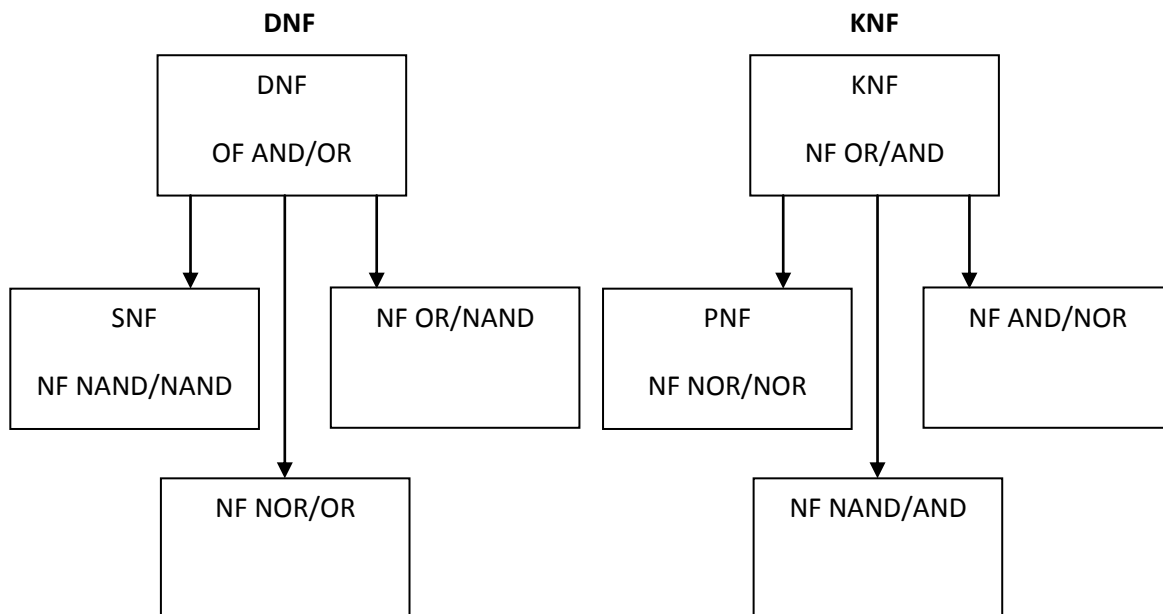 DNF
DNF
OF AND/OR
SNF
NF NAND/NAND
NF OR/NAND
NF NOR/OR
KNF
KNF
NF OR/AND
PNF
NF NOR/NOR
NF AND/NOR
NF NAND/AND